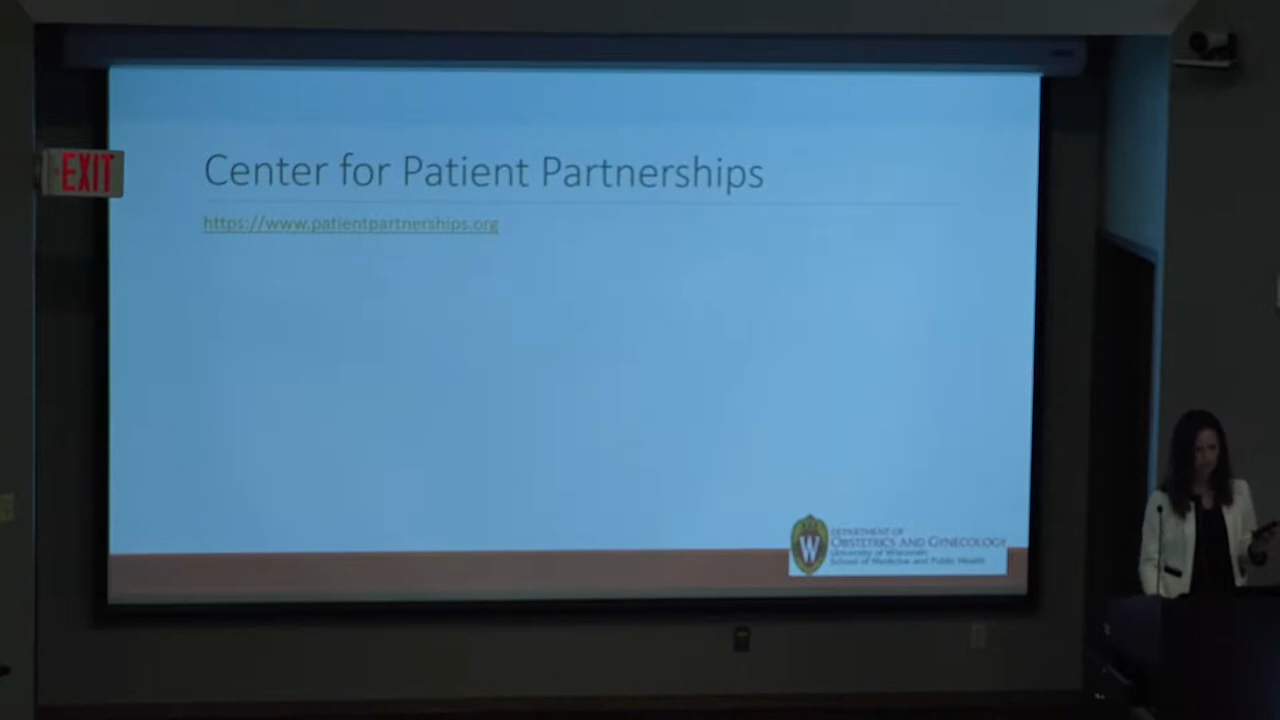 Center for Patient Partnerships
EXIT
https://www.patientpartnerships.org
DEPARTMENT OF
OBSTETRICS AND GYNECOLOGY
University of Wisconsin
School of Medicine and Public Health
W